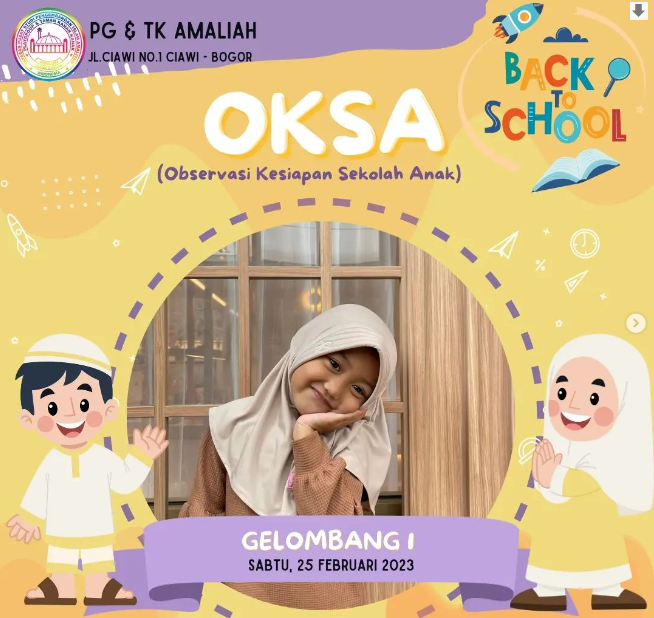 PG & TK AMALIAH
JL.CIAWI NO.1 CIAWI - BOGOR
BACK
TO
SCHOOL
OKSA
(Observasi Kesiapan Sekolah Anak)
GELOMBANG 1
SABTU, 25 FEBRUARI 2023